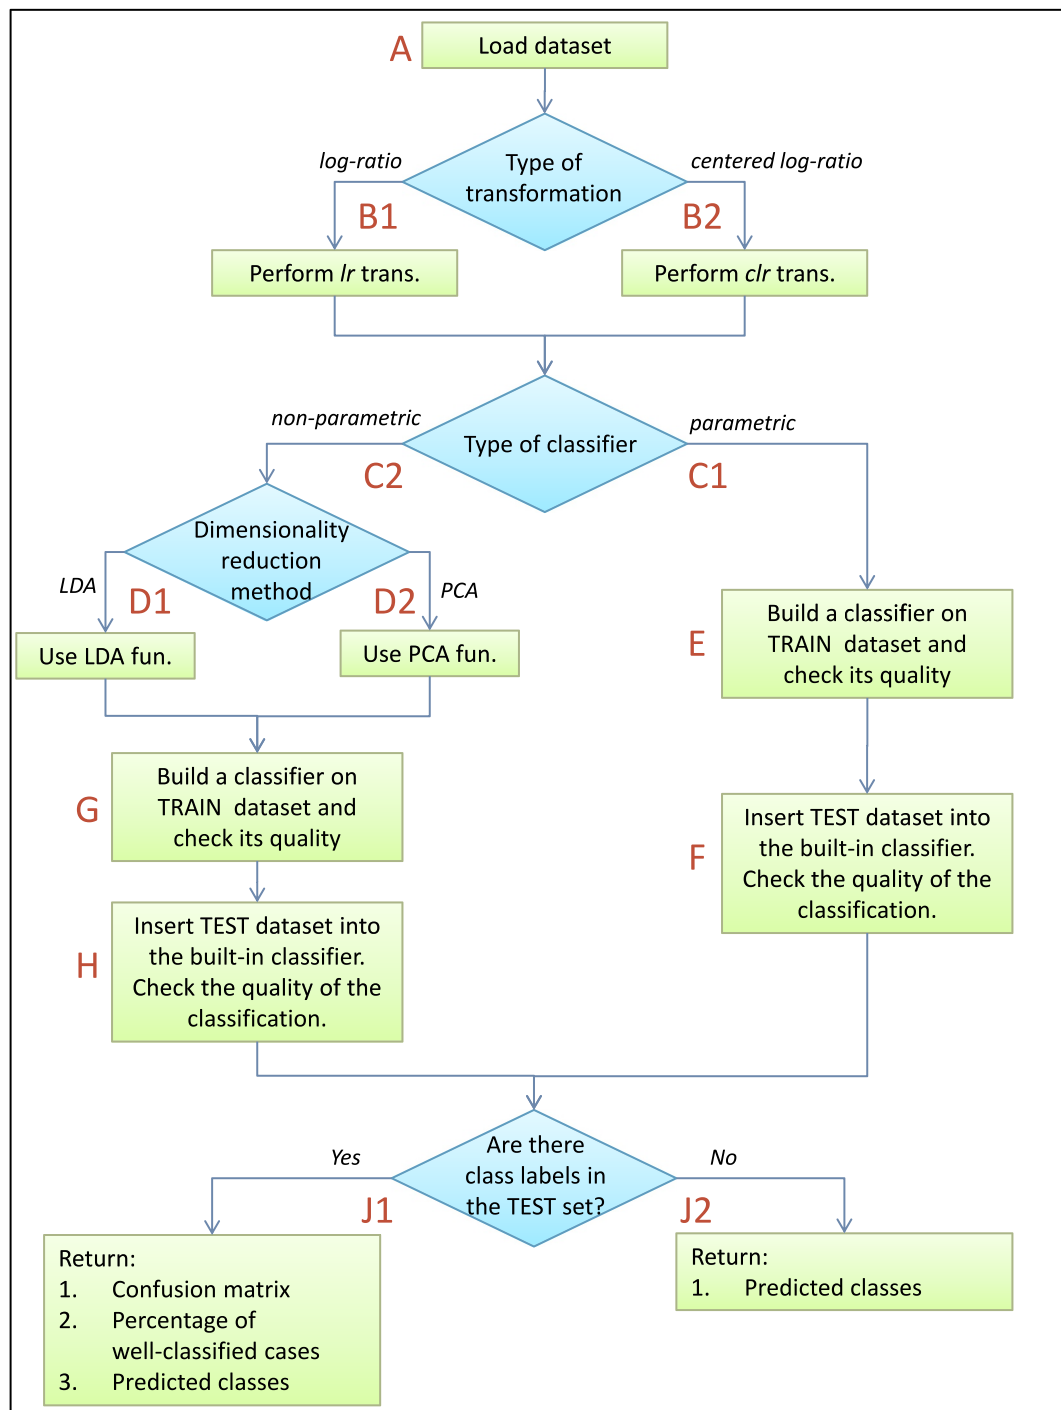 A
Load dataset
log-ratio
Type of
transformation
centered log-ratio
B1
B2
Perform lr trans.
Perform clr trans.
non-parametric
Type of classifier
parametric
C2
C1
Dimensionality
reduction
method
LDA
D1
D2
PCA
Use LDA fun.
Use PCA fun.
E
Build a classifier on
TRAIN dataset and
check its quality
G
Build a classifier on
TRAIN dataset and
check its quality
F
Insert TEST dataset into
the built-in classifier.
Check the quality of the
classification.
H
Insert TEST dataset into
the built-in classifier.
Check the quality of the
classification.
Yes
Are there
class labels in
the TEST set?
No
J1
J2
Return:
1. Confusion matrix
2. Percentage of
well-classified cases
3. Predicted classes
Return:
1. Predicted classes